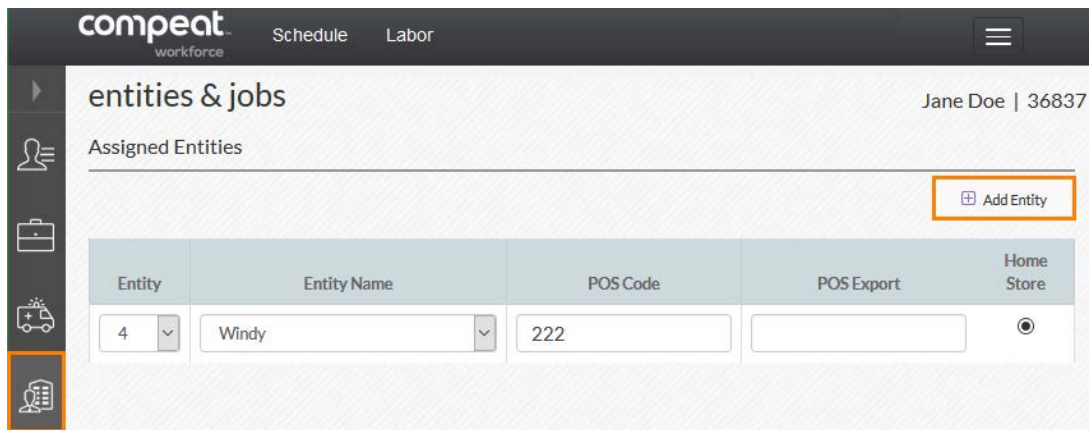 compeat
workforce
Schedule Labor
entities & jobs
Jane Doe | 36837
Assigned Entities
Add Entity
Entity Entity Name POS Code POS Export Home Store
4 Windy 222